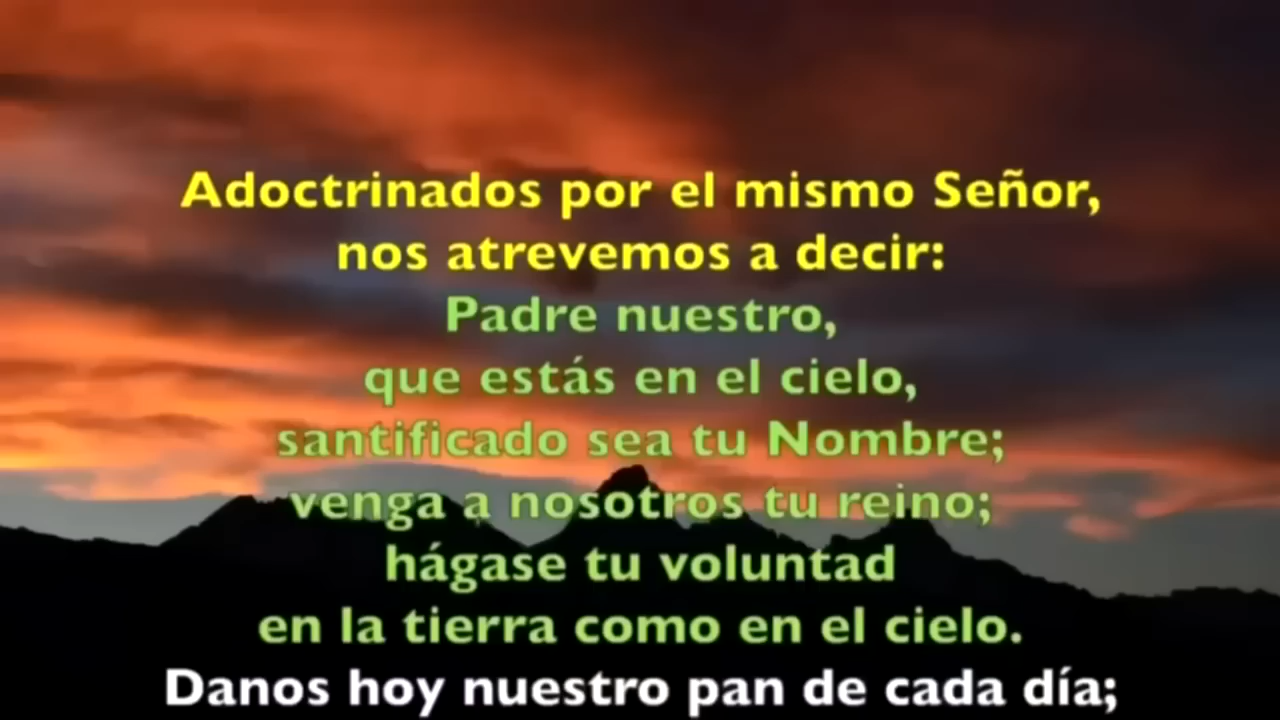 Adoctrinados por el mismo Señor,
nos atrevemos a decir:
Padre nuestro,
que estás en el cielo,
santificado sea tu Nombre;
venga a nosotros tu reino;
hágase tu voluntad
en la tierra como en el cielo.
Danos hoy nuestro pan de cada día;